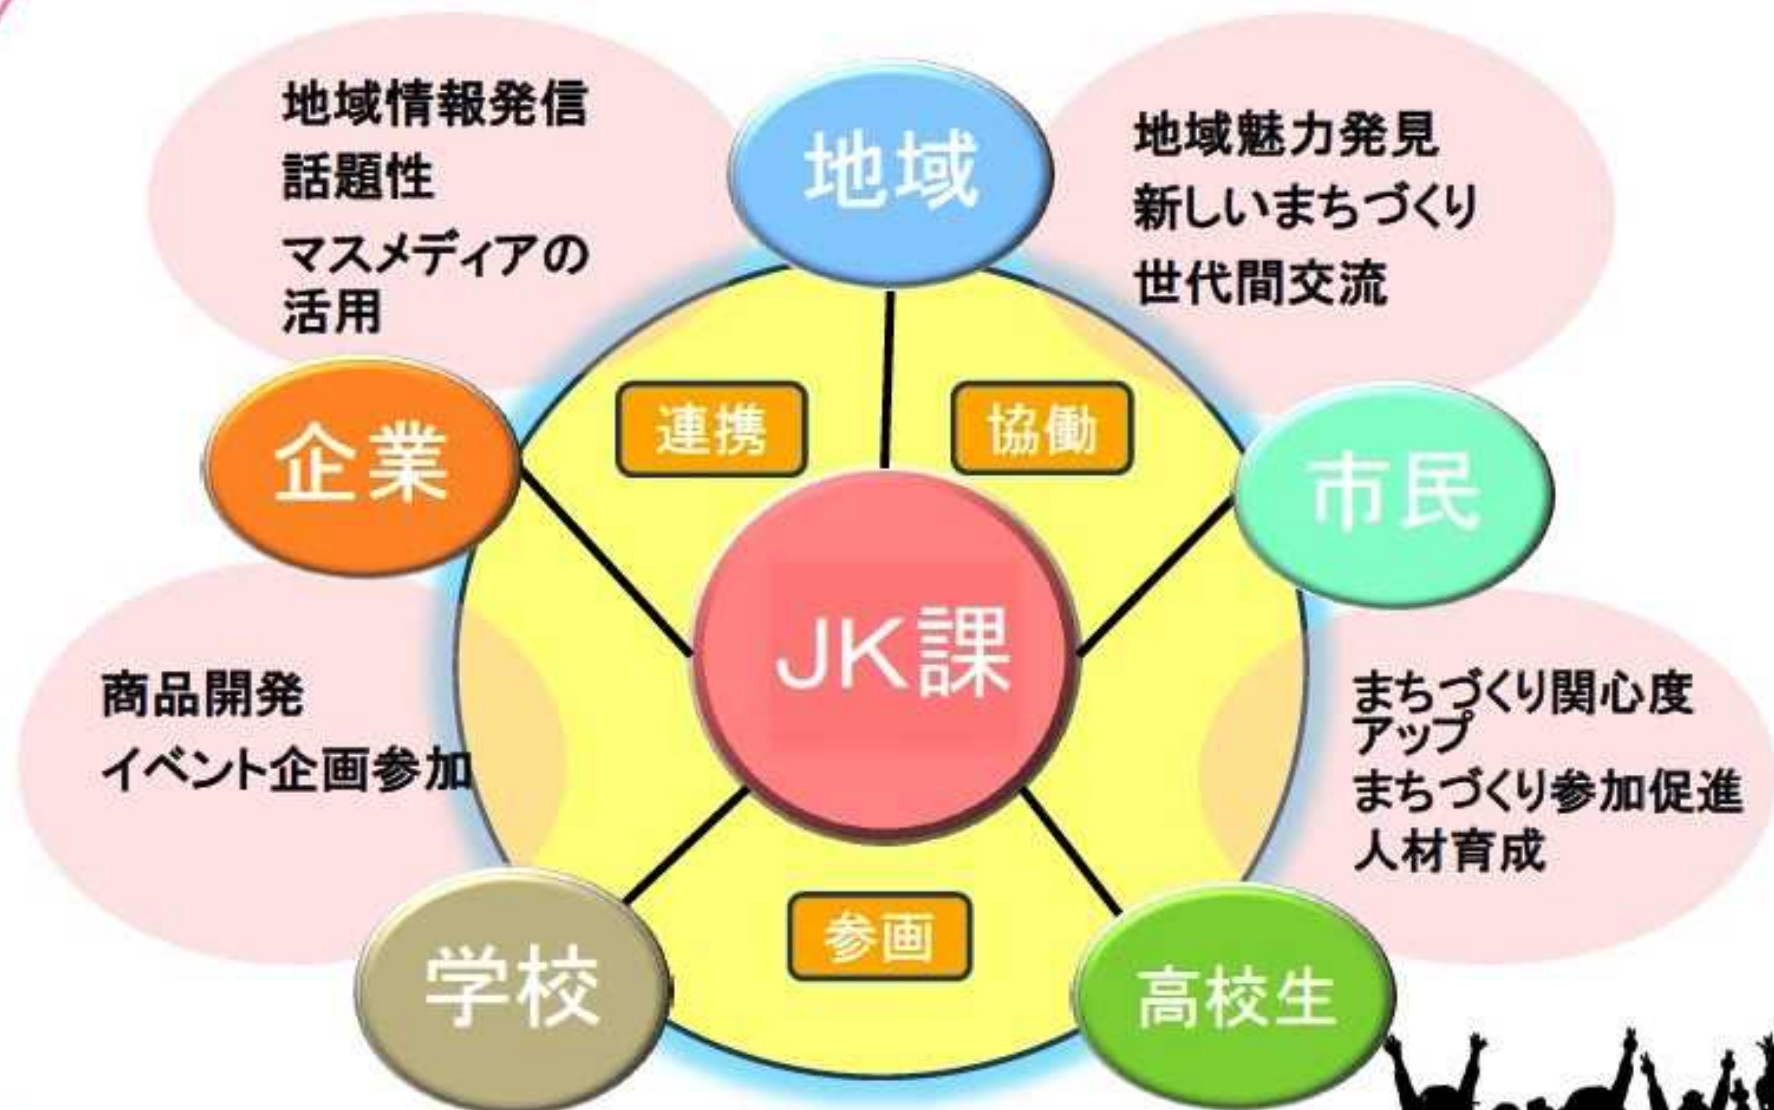 地域情報発信
話題性
マスメディアの
活用
地域
地域魅力発見
新しいまちづくり
世代間交流
企業
連携
協働
市民
JK課
商品開発
イベント企画参加
まちづくり関心度
アップ
まちづくり参加促進
人材育成
参画
学校
高校生